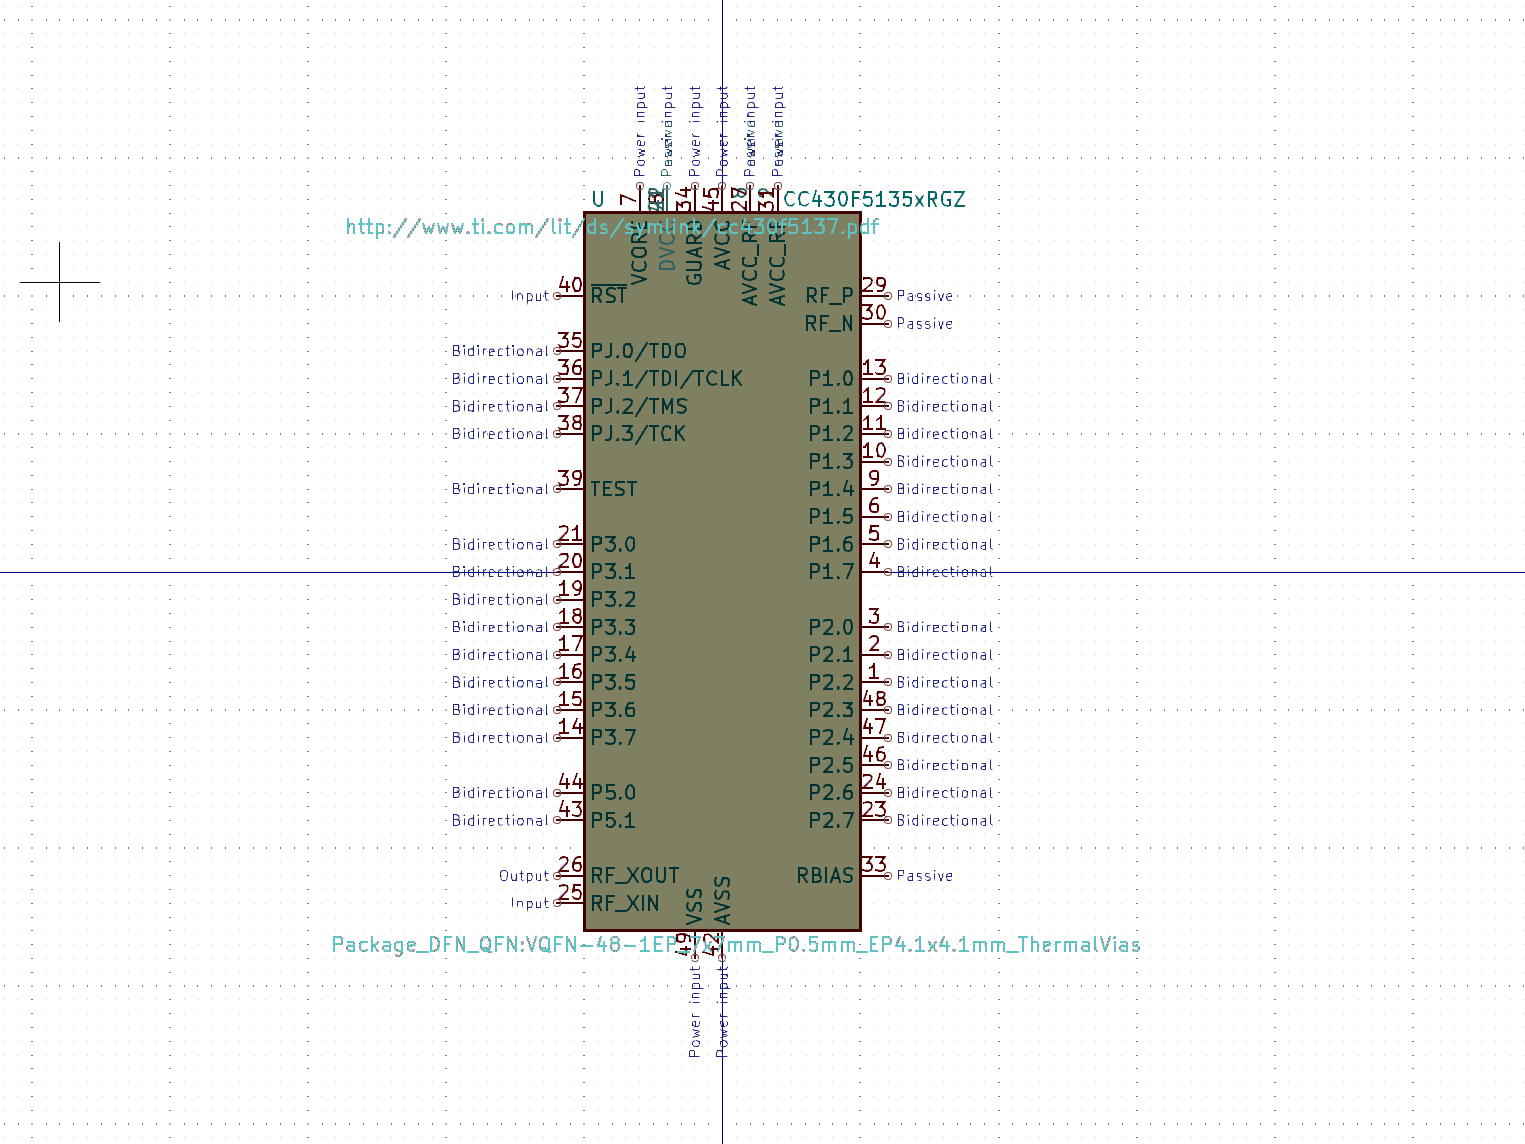 Power input
Power input
Power input
Power input
Power input
Power input
U
7
34
45
CC430F5135xRGZ
http://www.ti.com/lit/ds/symlink/cc430f5137.pdf
VCORE
DVCC
GUARD
AVCC
AVCC_RF
AVCC_RF
Input 40 RST
RF_P 29 Passive
RF_N 30 Passive
Bidirectional 35 PJ.0/TDO
Bidirectional 36 PJ.1/TDI/TCLK
P1.0 13 Bidirectional
Bidirectional 37 PJ.2/TMS
P1.1 12 Bidirectional
Bidirectional 38 PJ.3/TCK
P1.2 11 Bidirectional
P1.3 10 Bidirectional
Bidirectional 39 TEST
P1.4 9 Bidirectional
P1.5 6 Bidirectional
Bidirectional 21 P3.0
P1.6 5 Bidirectional
Bidirectional 20 P3.1
P1.7 4 Bidirectional
Bidirectional 19 P3.2
Bidirectional 18 P3.3
P2.0 3 Bidirectional
Bidirectional 17 P3.4
P2.1 2 Bidirectional
Bidirectional 16 P3.5
P2.2 1 Bidirectional
Bidirectional 15 P3.6
P2.3 48 Bidirectional
Bidirectional 14 P3.7
P2.4 47 Bidirectional
P2.5 46 Bidirectional
Bidirectional 44 P5.0
P2.6 24 Bidirectional
Bidirectional 43 P5.1
P2.7 23 Bidirectional
Output 26 RF_XOUT
RBIAS 33 Passive
Input 25 RF_XIN
VSS
AVSS
Package_DFN_QFN:VQFN-48-1EP_7x7mm_P0.5mm_EP4.1x4.1mm_ThermalVias
49
42
Power input
Power input